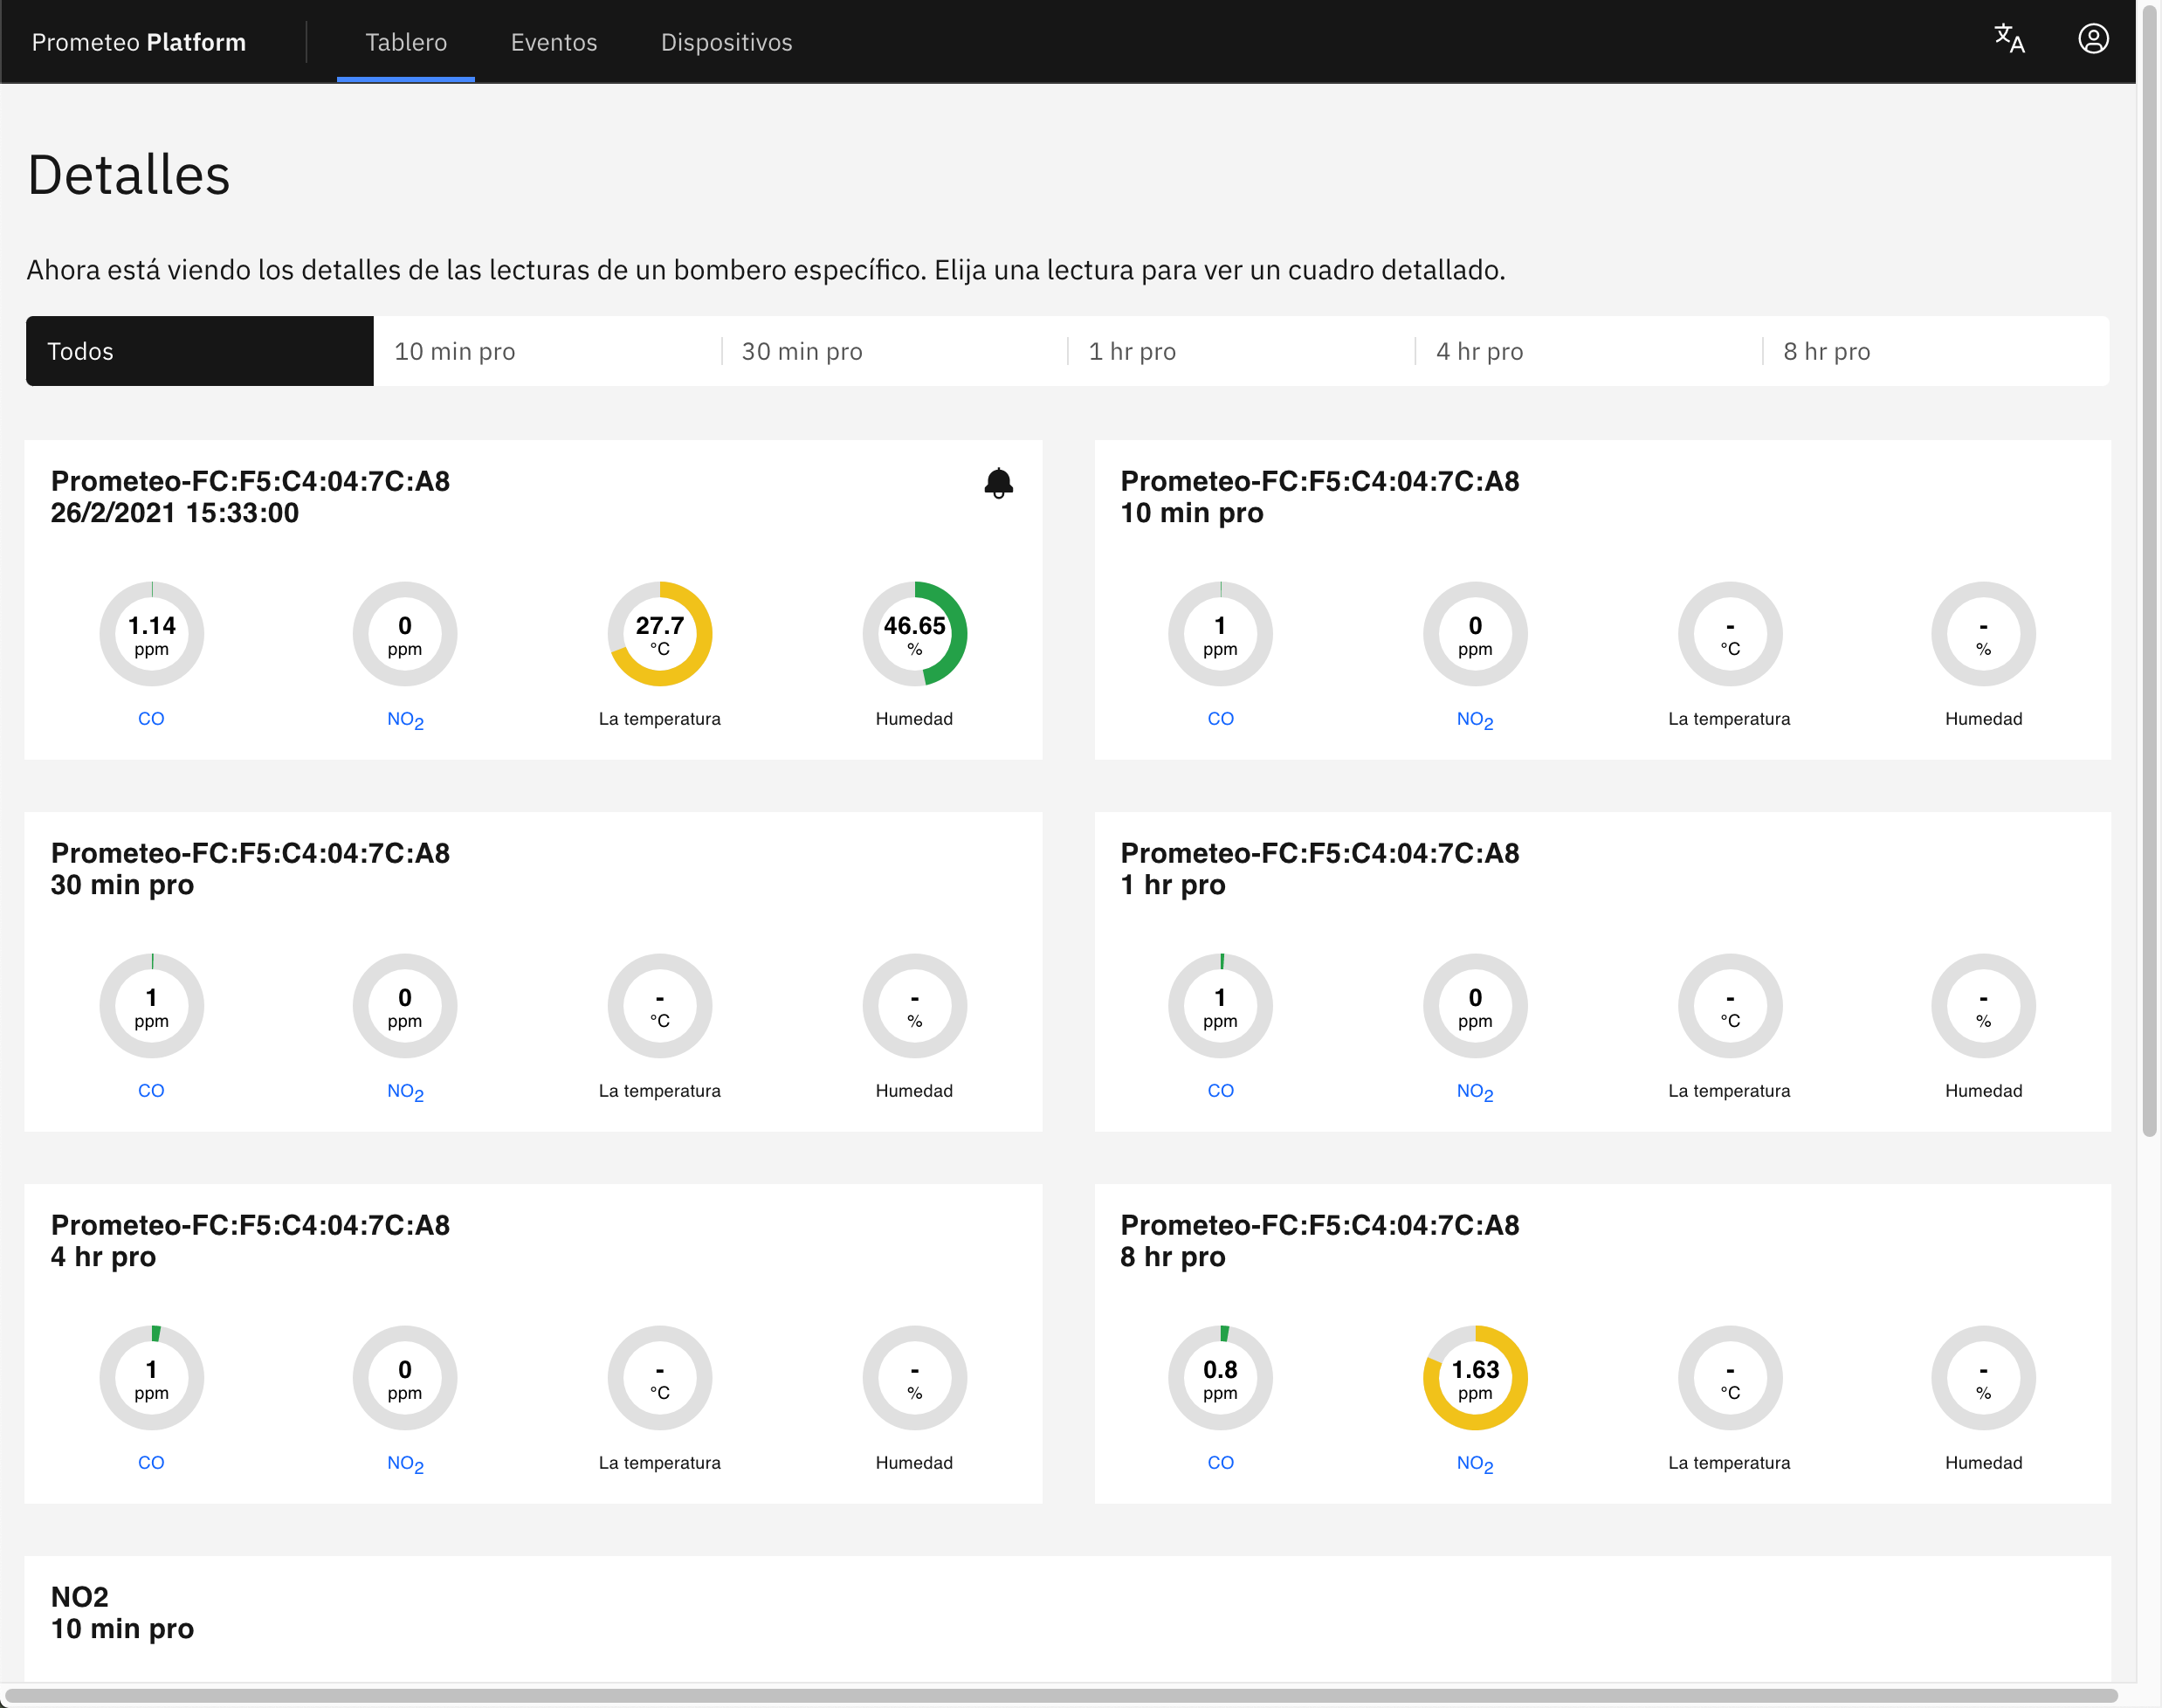 Prometeo Platform
Tablero
Eventos
Dispositivos
Detalles
Ahora está viendo los detalles de las lecturas de un bombero específico. Elija una lectura para ver un cuadro detallado.
Todos
10 min pro
30 min pro
1 hr pro
4 hr pro
8 hr pro
Prometeo-FC:F5:C4:04:7C:A8
26/2/2021 15:33:00
1.14 ppm
CO
0 ppm
NO2
27.7 °C
La temperatura
46.65 %
Humedad
Prometeo-FC:F5:C4:04:7C:A8
10 min pro
1 ppm
CO
0 ppm
NO2
- °C
La temperatura
- %
Humedad
Prometeo-FC:F5:C4:04:7C:A8
30 min pro
1 ppm
CO
0 ppm
NO2
- °C
La temperatura
- %
Humedad
Prometeo-FC:F5:C4:04:7C:A8
1 hr pro
1 ppm
CO
0 ppm
NO2
- °C
La temperatura
- %
Humedad
Prometeo-FC:F5:C4:04:7C:A8
4 hr pro
1 ppm
CO
0 ppm
NO2
- °C
La temperatura
- %
Humedad
Prometeo-FC:F5:C4:04:7C:A8
8 hr pro
0.8 ppm
CO
1.63 ppm
NO2
- °C
La temperatura
- %
Humedad
NO2
10 min pro